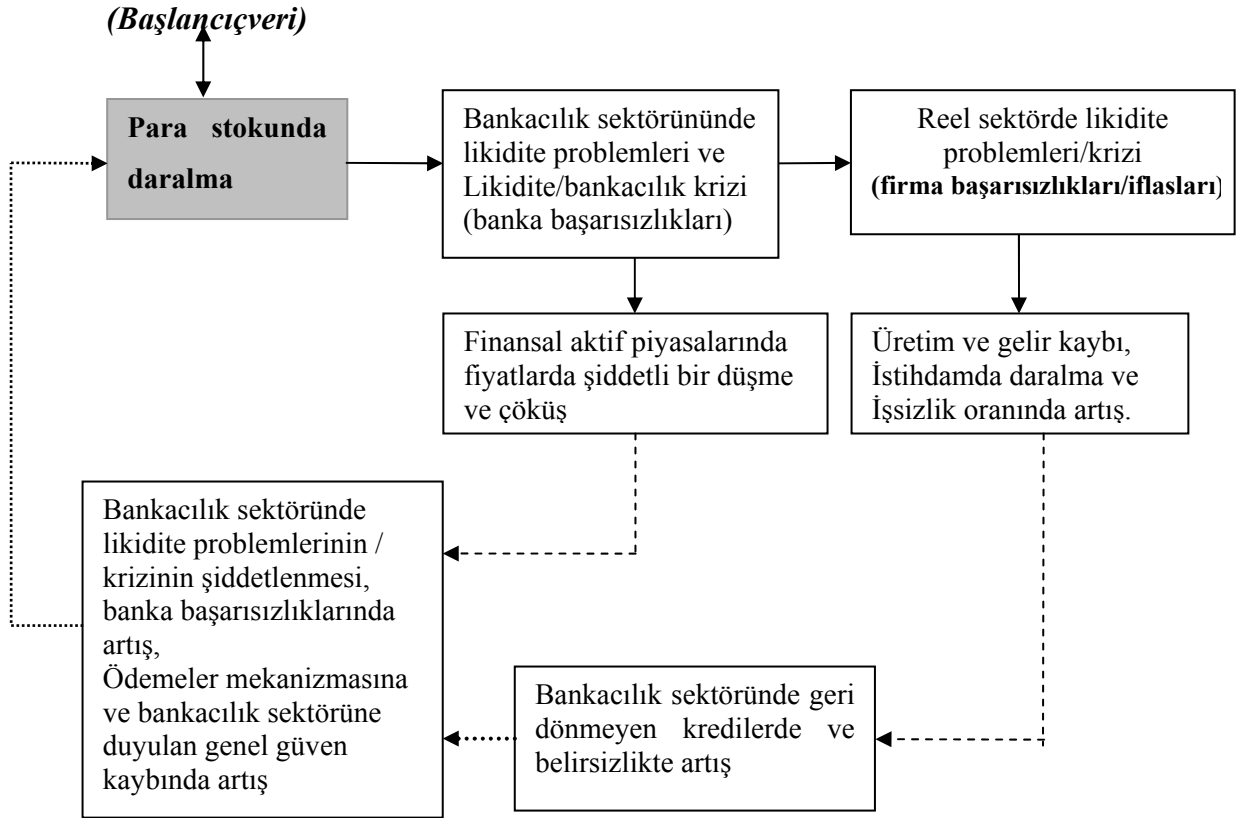 (Başlancıçveri)
Para stokunda
daralma
Bankacılık sektörününde
likidite problemleri ve
Likidite/bankacılık krizi
(banka başarısızlıkları)
Reel sektörde likidite
problemleri/krizi
(firma başarısızlıkları/iflasları)
Finansal aktif piyasalarında
fiyatlarda şiddetli bir düşme
ve çöküş
Üretim ve gelir kaybı,
İstihdamda daralma ve
İşsizlik oranında artış.
Bankacılık sektöründe
likidite problemlerinin /
krizinin şiddetlenmesi,
banka başarısızlıklarında
artış,
Ödemeler mekanizmasına
ve bankacılık sektörüne
duyulan genel güven
kaybında artış
Bankacılık sektöründe geri
dönmeyen kredilerde ve
belirsizlikte artış